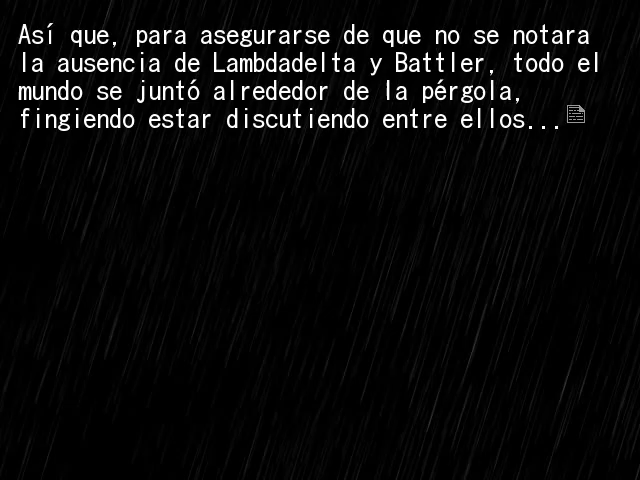 Así que, para asegurarse de que no se notara
la ausencia de Lambdadelta y Battler, todo el
mundo se juntó alrededor de la pérgola,
fingiendo estar discutiendo entre ellos...